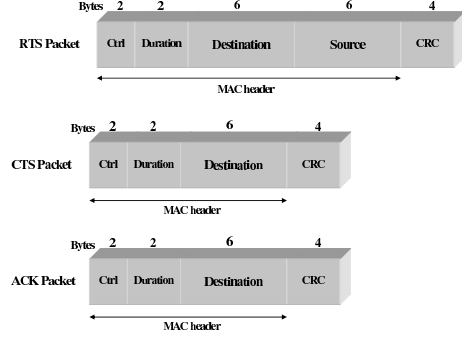 Bytes 2 2 6 6 4
RTS Packet Ctrl Duration Destination Source CRC
MAC header
Bytes 2 2 6 4
CTS Packet Ctrl Duration Destination CRC
MAC header
Bytes 2 2 6 4
ACK Packet Ctrl Duration Destination CRC
MAC header